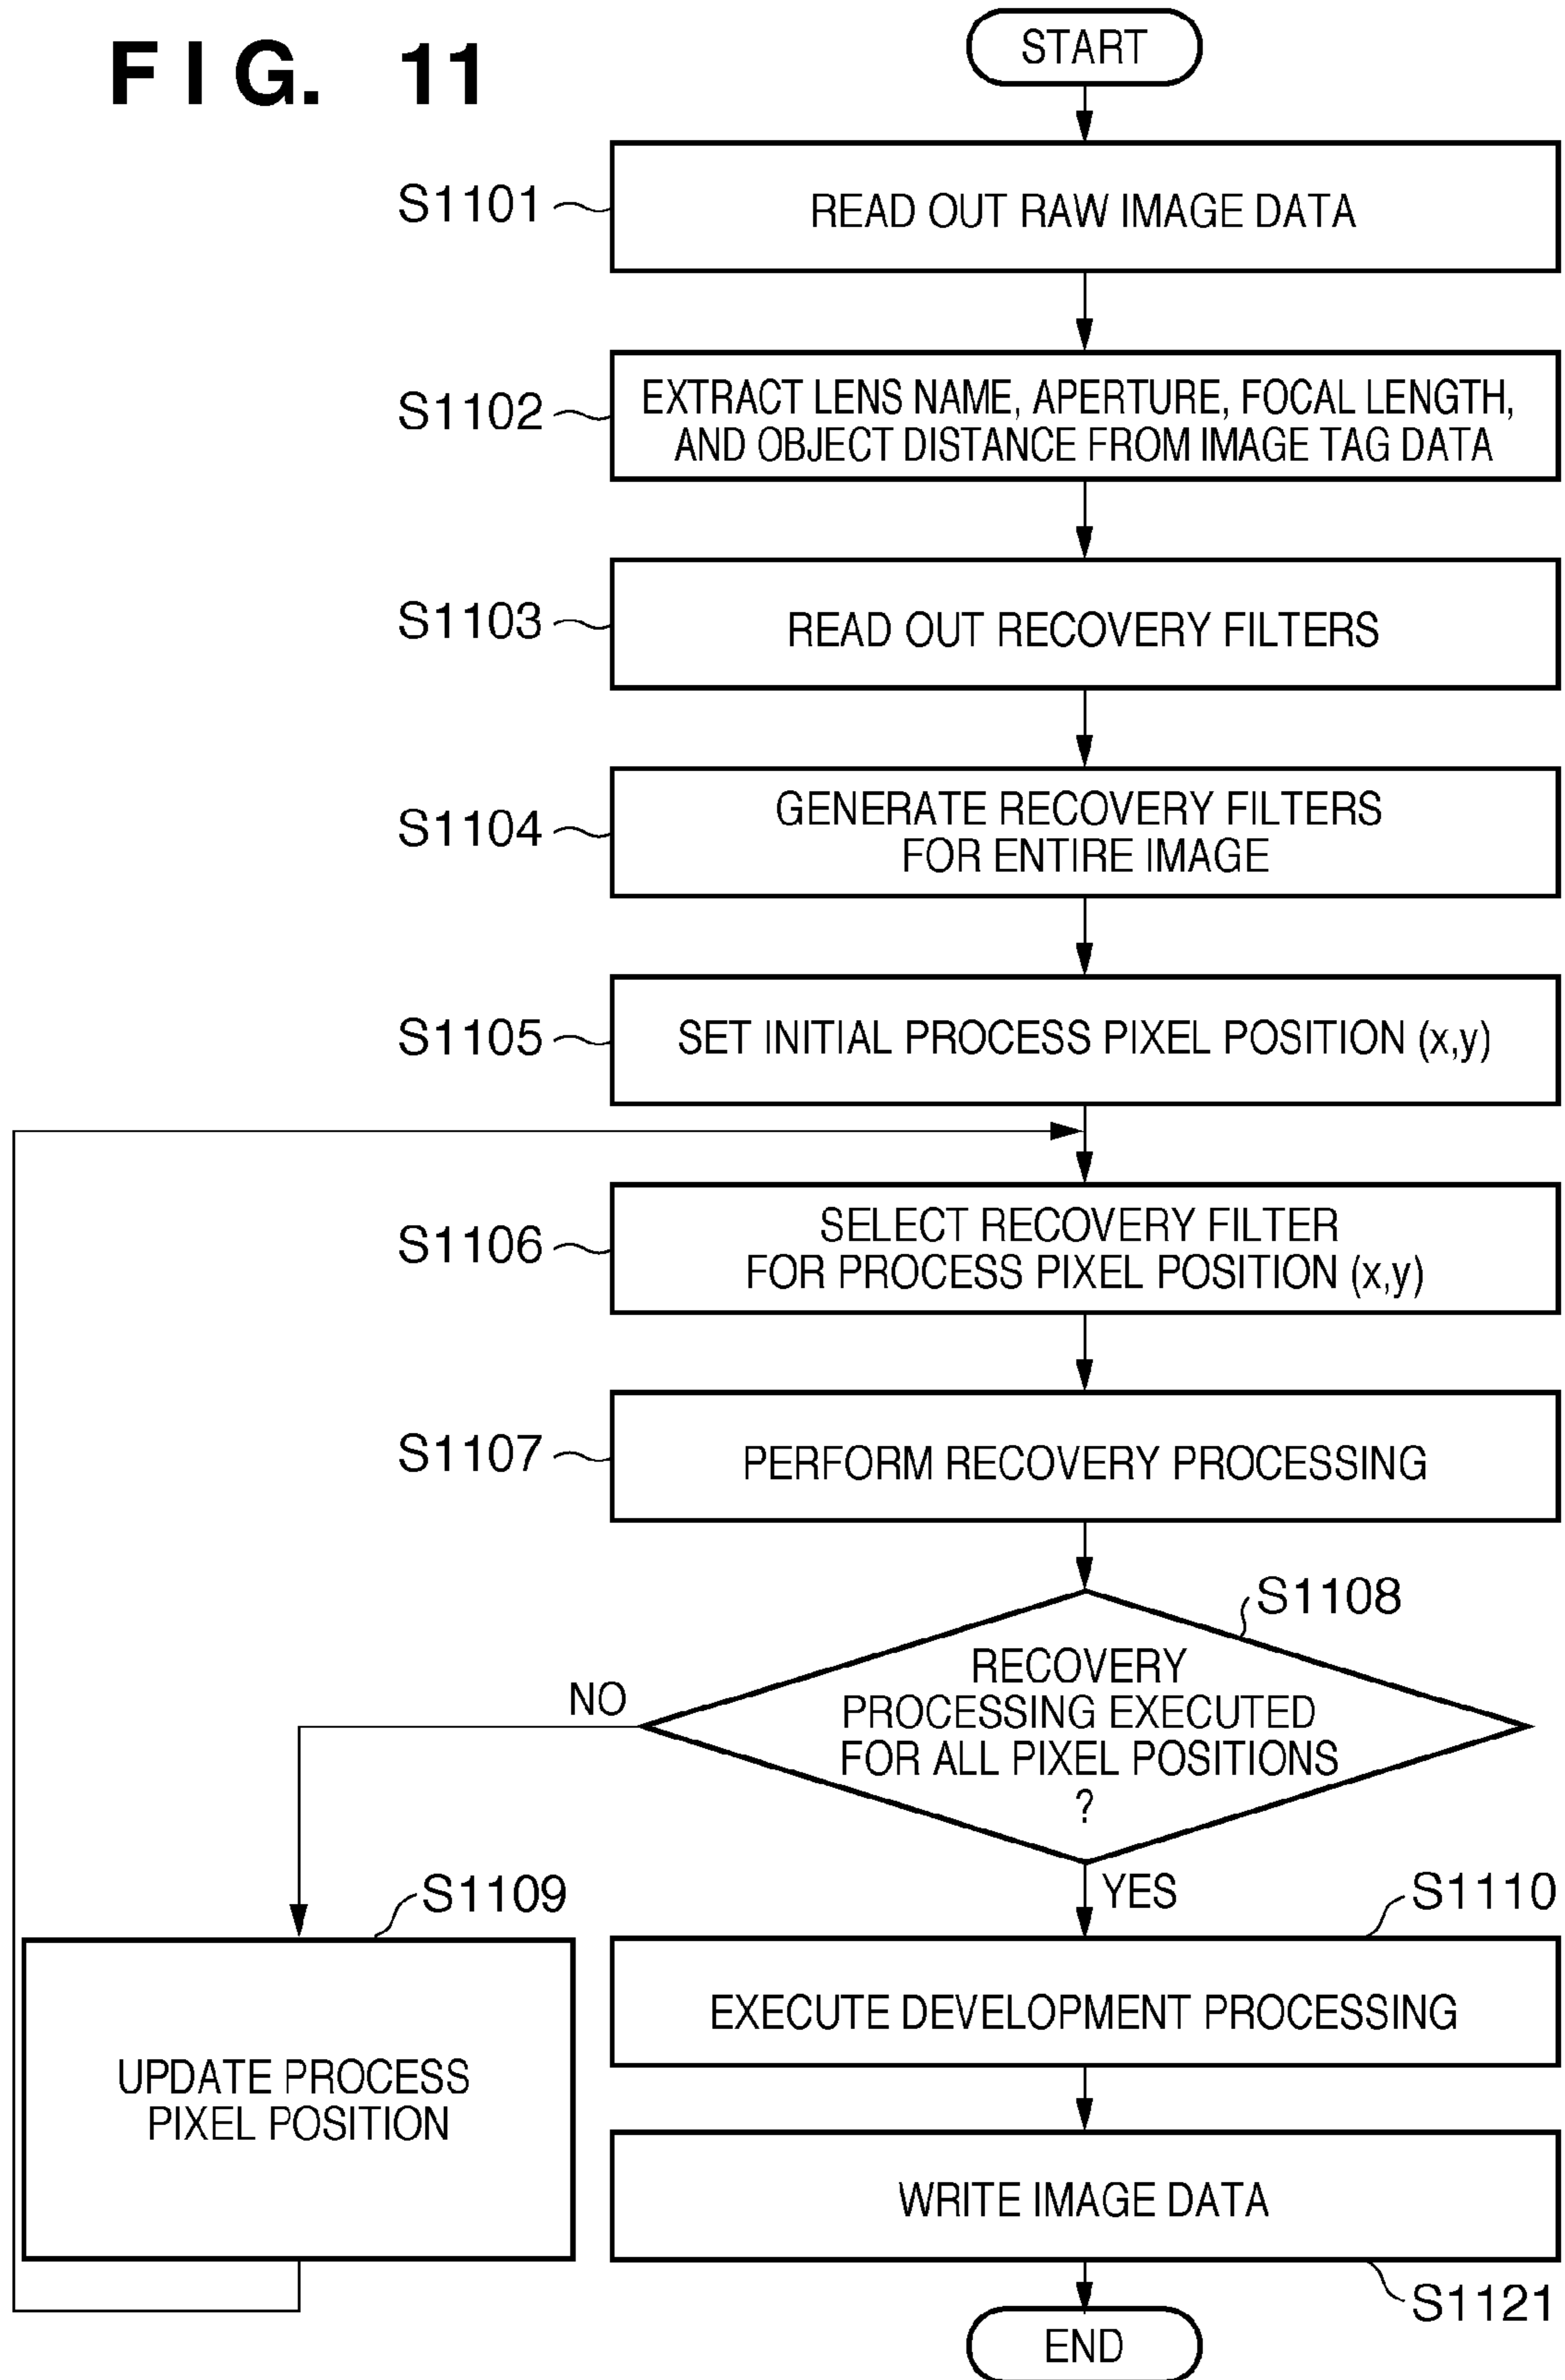 FIG. 11
START
S1101
READ OUT RAW IMAGE DATA
S1102
EXTRACT LENS NAME, APERTURE, FOCAL LENGTH,
AND OBJECT DISTANCE FROM IMAGE TAG DATA
S1103
READ OUT RECOVERY FILTERS
S1104
GENERATE RECOVERY FILTERS
FOR ENTIRE IMAGE
S1105
SET INITIAL PROCESS PIXEL POSITION (x,y)
S1106
SELECT RECOVERY FILTER
FOR PROCESS PIXEL POSITION (x,y)
S1107
PERFORM RECOVERY PROCESSING
S1108
RECOVERY
PROCESSING EXECUTED
FOR ALL PIXEL POSITIONS
?
NO
YES
S1109
UPDATE PROCESS
PIXEL POSITION
S1110
EXECUTE DEVELOPMENT PROCESSING
WRITE IMAGE DATA
S1121
END